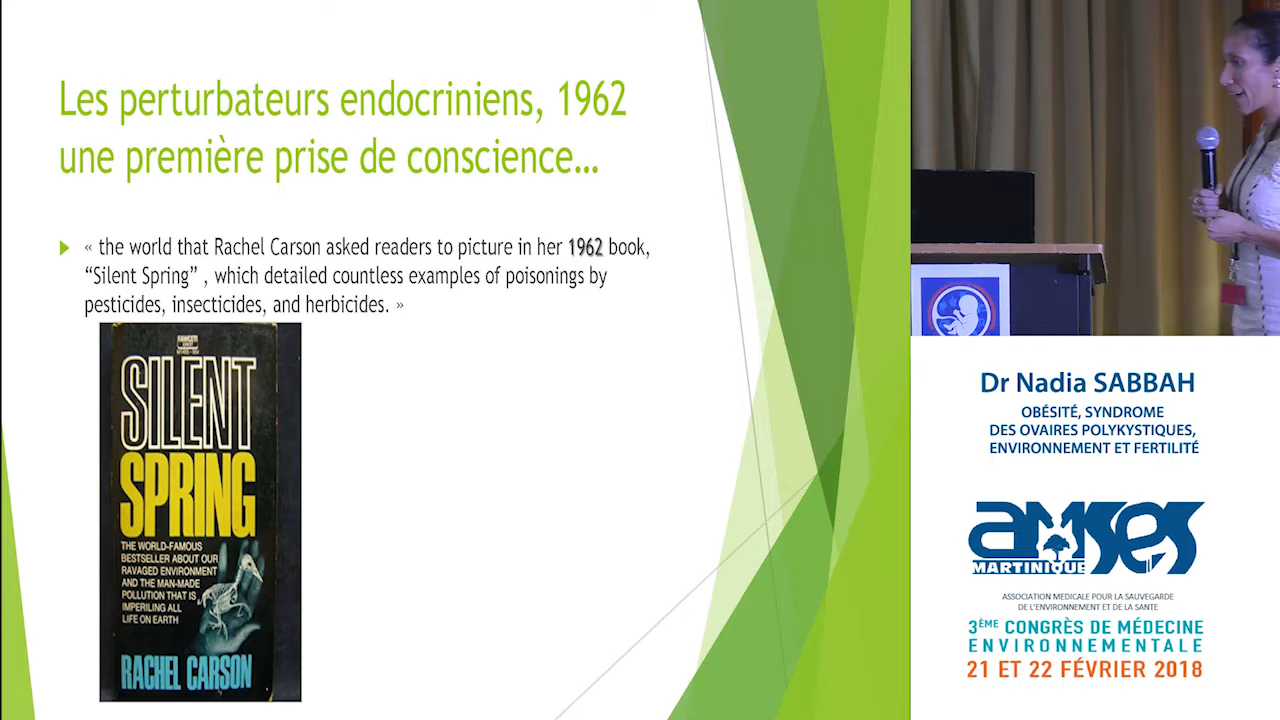 Les perturbateurs endocriniens, 1962
une première prise de conscience…
« the world that Rachel Carson asked readers to picture in her 1962 book,
“Silent Spring” , which detailed countless examples of poisonings by
pesticides, insecticides, and herbicides. »
FAWCETT
CREST
SILENT
SPRING
THE WORLD-FAMOUS
BESTSELLER ABOUT OUR
RAVAGED ENVIRONMENT
AND THE MAN-MADE
POLLUTION THAT IS
IMPERILING ALL
LIFE ON EARTH
RACHEL CARSON
Dr Nadia SABBAH
OBÉSITÉ, SYNDROME
DES OVAIRES POLYKYSTIQUES,
ENVIRONNEMENT ET FERTILITÉ
amses
MARTINIQUE
ASSOCIATION MEDICALE POUR LA SAUVEGARDE
DE L'ENVIRONNEMENT ET DE LA SANTE
3ÈME CONGRÈS DE MÉDECINE
ENVIRONNEMENTALE
21 ET 22 FÉVRIER 2018